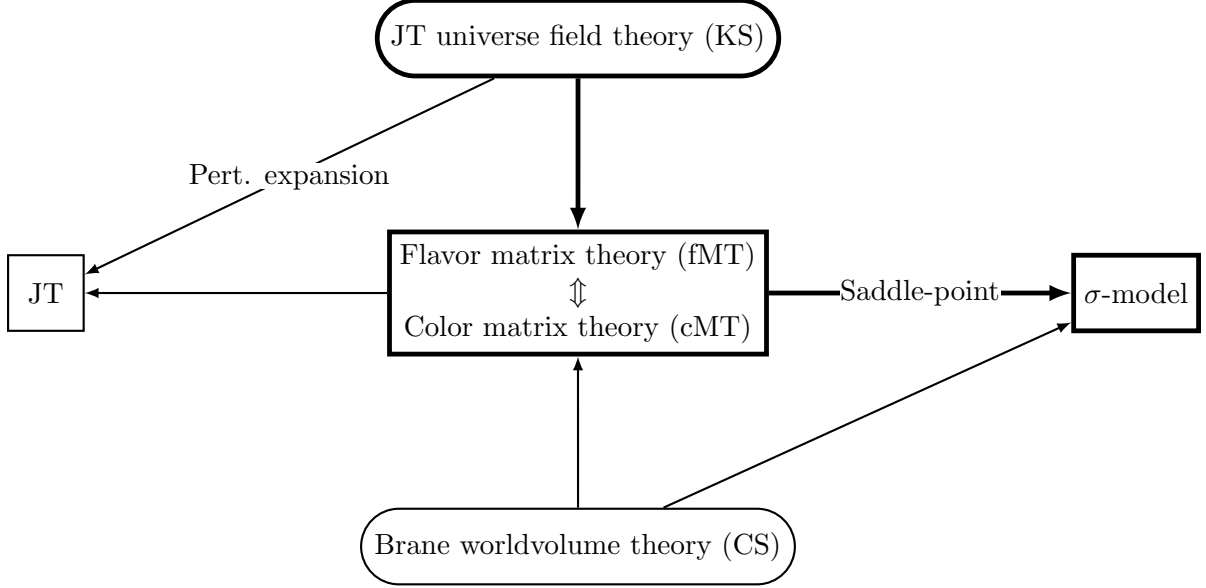 JT universe field theory (KS)
Pert. expansion
Flavor matrix theory (fMT)
JT
⇕
Saddle-point
σ-model
Color matrix theory (cMT)
Brane worldvolume theory (CS)